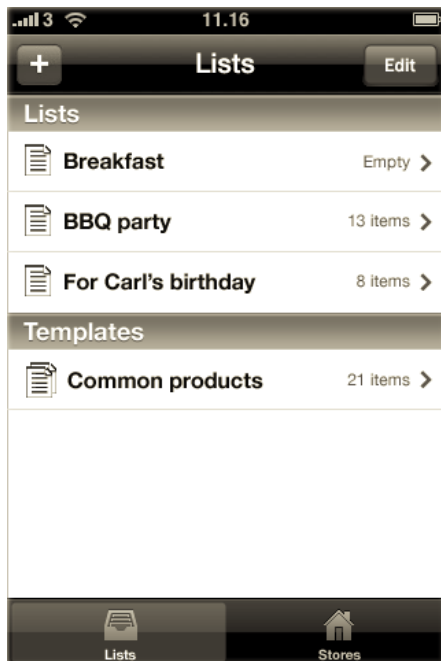 3 11.16
Lists Edit
Lists
Breakfast Empty
BBQ party 13 items
For Carl's birthday 8 items
Templates
Common products 21 items
Lists Stores